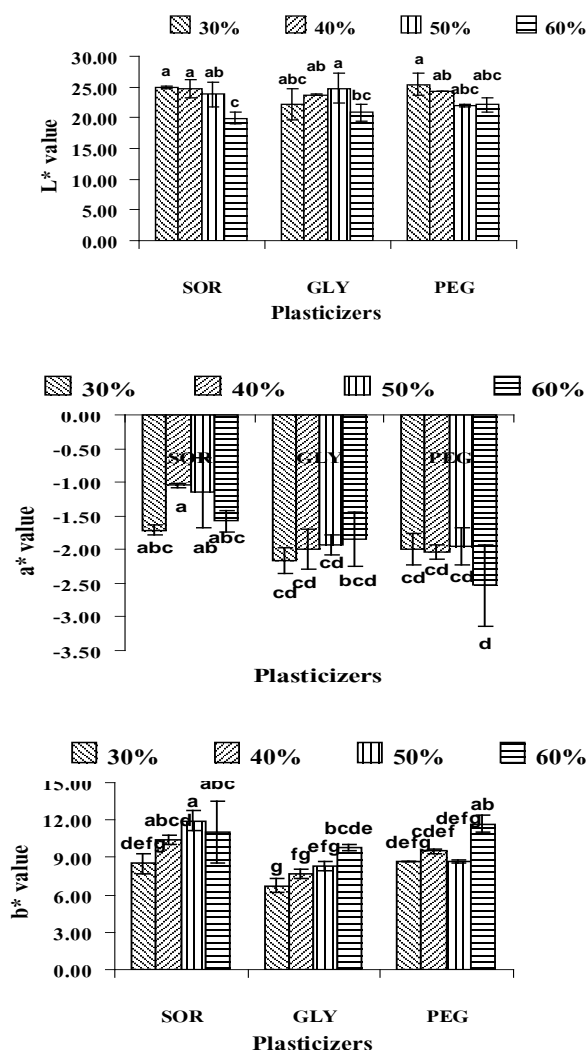 30% 40% 50% 60%
30.00
25.00
20.00
15.00
10.00
5.00
0.00
L* value
a a ab c
abc ab a bc
a ab abc abc
SOR GLY PEG
Plasticizers
30% 40% 50% 60%
0.00
-0.50
-1.00
-1.50
-2.00
-2.50
-3.00
-3.50
a* value
SOR GLY PEG
abc a ab abc
cd cd cd bcd
cd cd cd d
Plasticizers
30% 40% 50% 60%
15.00
12.00
9.00
6.00
3.00
0.00
b* value
defg abcd a abc
g fg efg bcde
defg cdef defg ab
SOR GLY PEG
Plasticizers